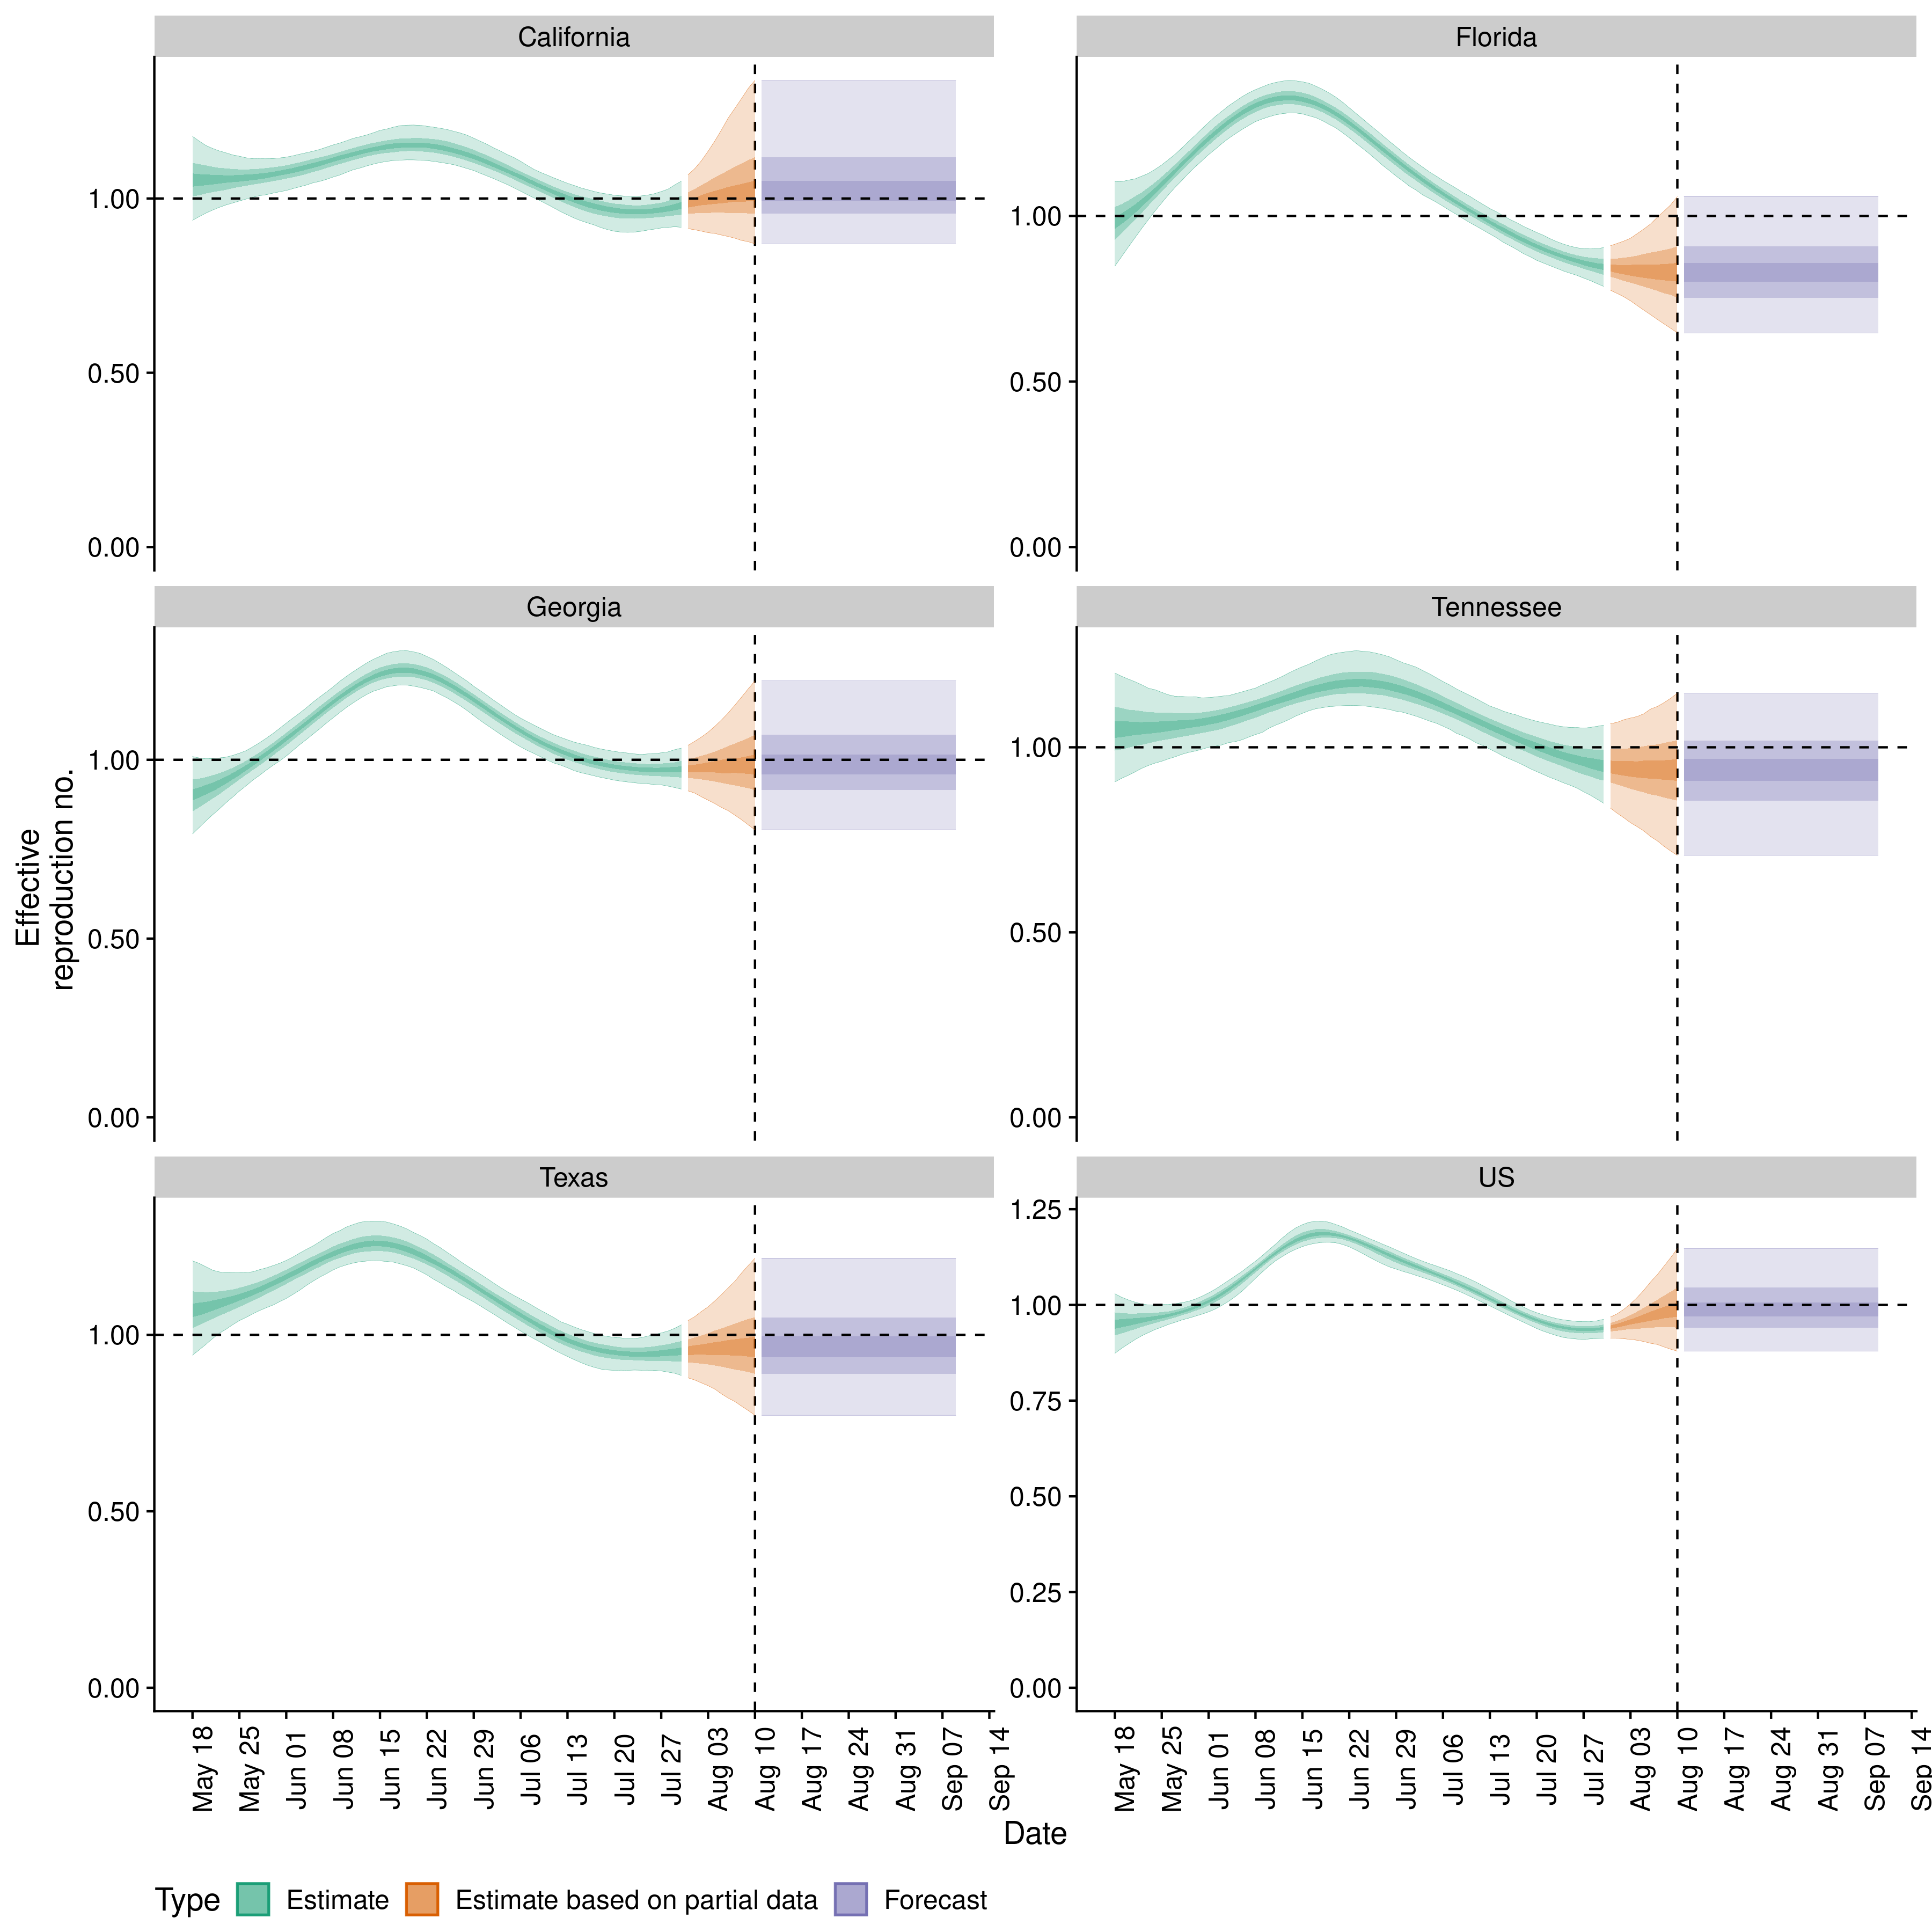 California
Florida
1.00
0.50
0.00
1.00
0.50
0.00
Georgia
Tennessee
1.00
0.50
0.00
1.00
0.50
0.00
Effective
reproduction no.
Texas
US
1.00
0.50
0.00
1.25
1.00
0.75
0.50
0.25
0.00
May 18
May 25
Jun 01
Jun 08
Jun 15
Jun 22
Jun 29
Jul 06
Jul 13
Jul 20
Jul 27
Aug 03
Aug 10
Aug 17
Aug 24
Aug 31
Sep 07
Sep 14
May 18
May 25
Jun 01
Jun 08
Jun 15
Jun 22
Jun 29
Jul 06
Jul 13
Jul 20
Jul 27
Aug 03
Aug 10
Aug 17
Aug 24
Aug 31
Sep 07
Sep 14
Date
Type Estimate Estimate based on partial data Forecast